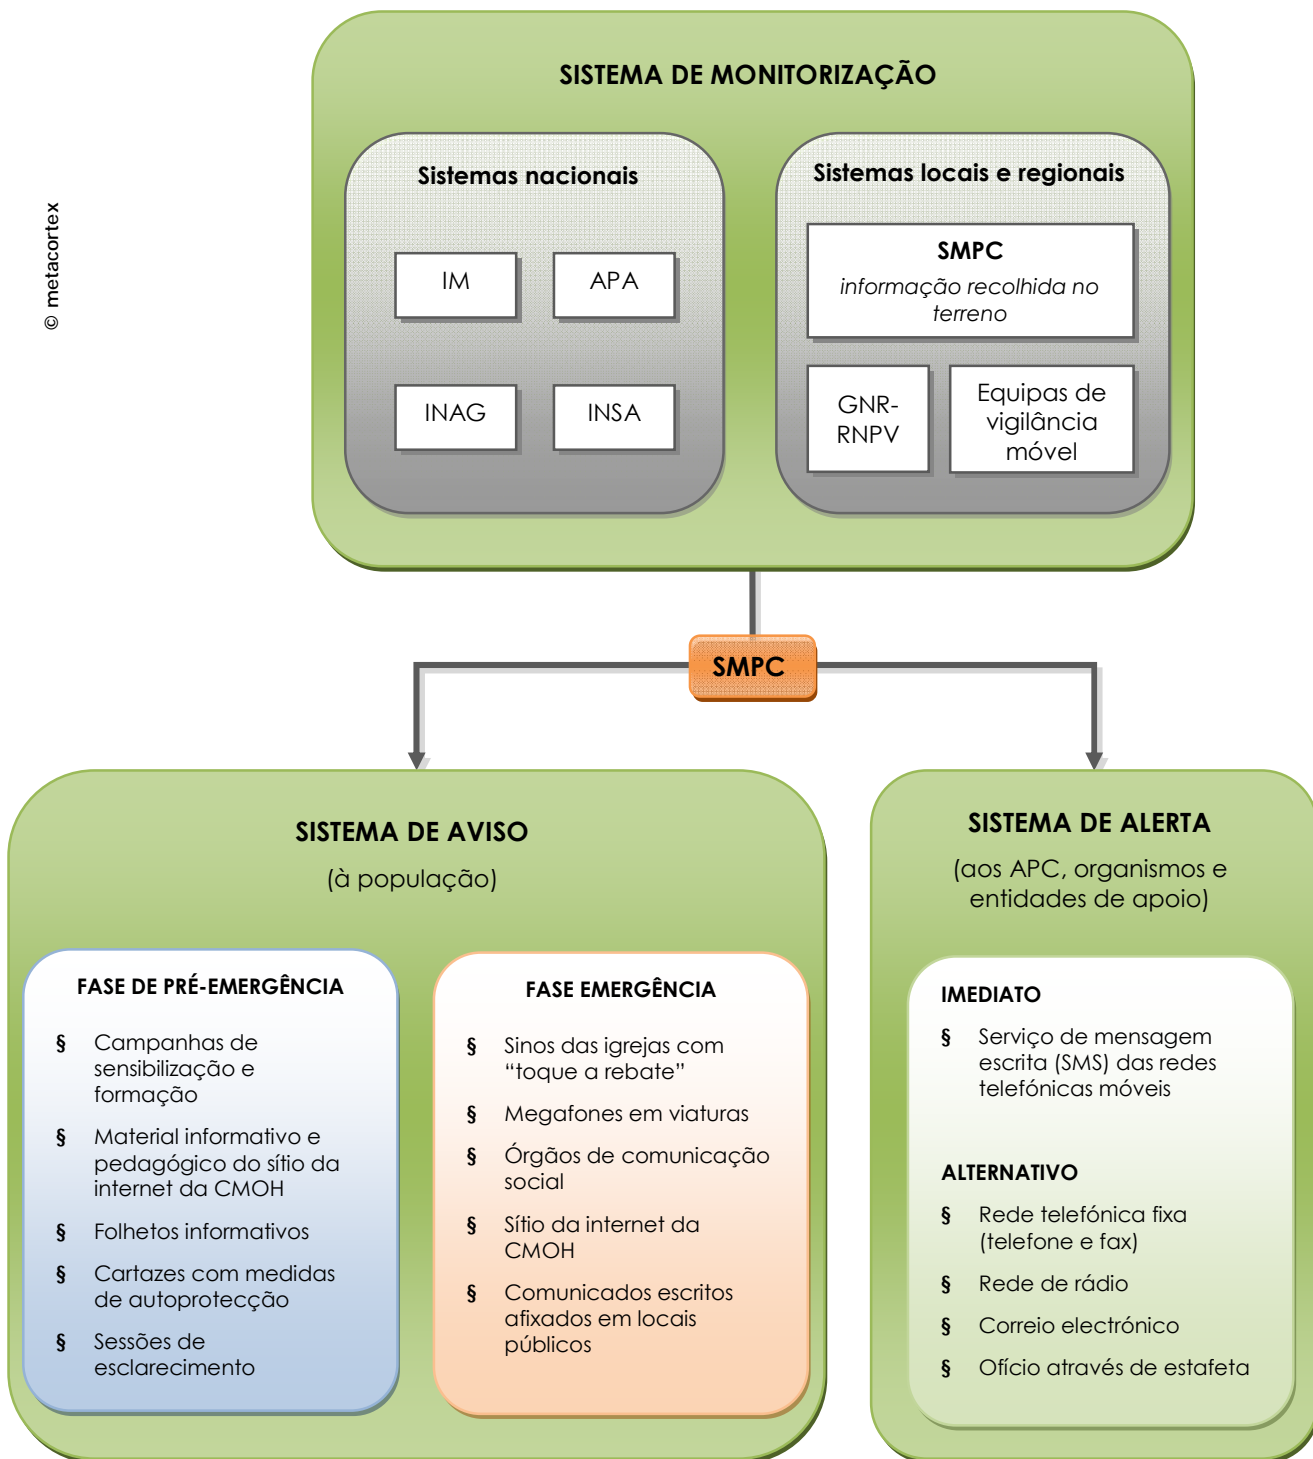 © metacortex
SISTEMA DE MONITORIZAÇÃO
Sistemas nacionais
IM
APA
INAG
INSA
Sistemas locais e regionais
SMPC
informação recolhida no
terreno
GNR-
RNPV
Equipas de
vigilância
móvel
SMPC
SISTEMA DE AVISO
(à população)
FASE DE PRÉ-EMERGÊNCIA
§ Campanhas de
sensibilização e
formação
§ Material informativo e
pedagógico do sítio da
internet da CMOH
§ Folhetos informativos
§ Cartazes com medidas
de autoprotecção
§ Sessões de
esclarecimento
FASE EMERGÊNCIA
§ Sinos das igrejas com
“toque a rebate”
§ Megafones em viaturas
§ Órgãos de comunicação
social
§ Sítio da internet da
CMOH
§ Comunicados escritos
afixados em locais
públicos
SISTEMA DE ALERTA
(aos APC, organismos e
entidades de apoio)
IMEDIATO
§ Serviço de mensagem
escrita (SMS) das redes
telefónicas móveis
ALTERNATIVO
§ Rede telefónica fixa
(telefone e fax)
§ Rede de rádio
§ Correio electrónico
§ Ofício através de estafeta